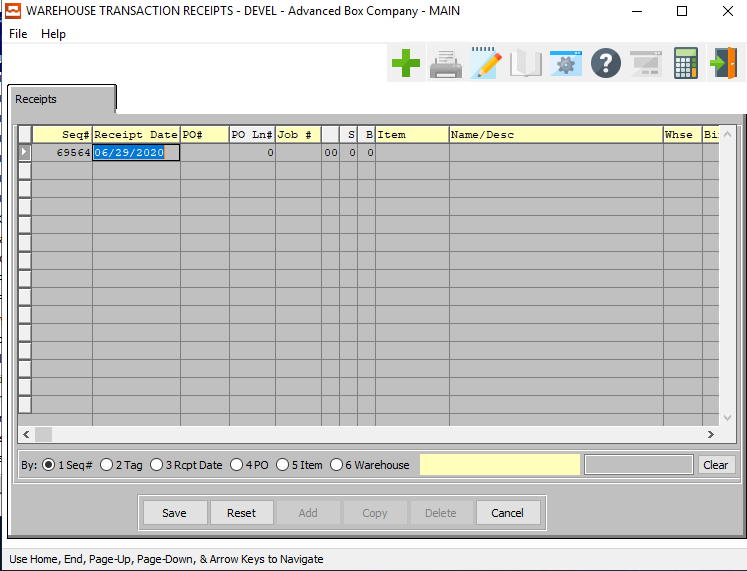 WAREHOUSE TRANSACTION RECEIPTS - DEVEL - Advanced Box Company - MAIN
File Help
Receipts
Seq# Receipt Date PO# PO Ln# Job # S B Item Name/Desc Whse Bi
69564 06/29/2020 0 00 0 0
By: 1 Seq# 2 Tag 3 Rcpt Date 4 PO 5 Item 6 Warehouse Clear
Save Reset Add Copy Delete Cancel
Use Home, End, Page-Up, Page-Down, & Arrow Keys to Navigate